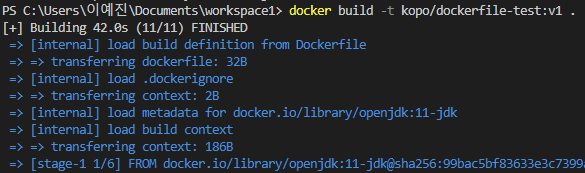 PS C:\Users\이예진\Documents\workspace1> docker build -t kopo/dockerfile-test:v1 .
[+] Building 42.0s (11/11) FINISHED
=> [internal] load build definition from Dockerfile
=> => transferring dockerfile: 32B
=> [internal] load .dockerignore
=> => transferring context: 2B
=> [internal] load metadata for docker.io/library/openjdk:11-jdk
=> [internal] load build context
=> => transferring context: 186B
=> [stage-1 1/6] FROM docker.io/library/openjdk:11-jdk@sha256:99bac5bf83633e3c7399